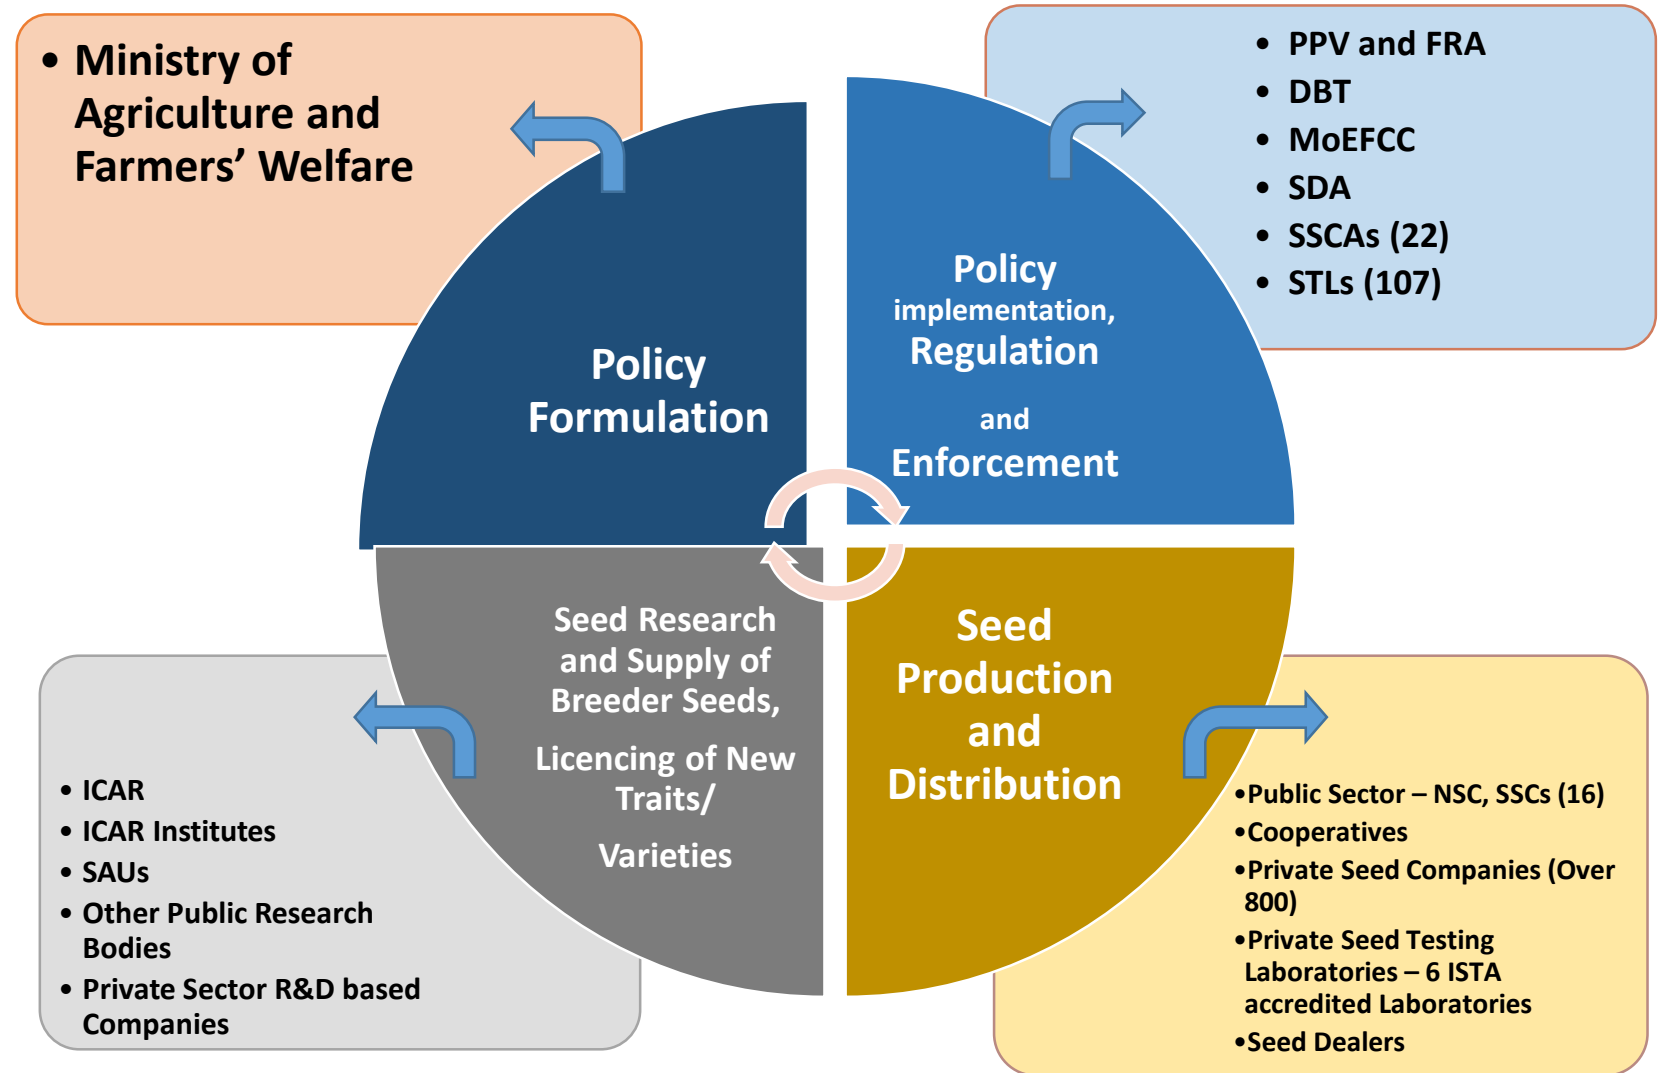 • Ministry of
Agriculture and
Farmers’ Welfare
• PPV and FRA
• DBT
• MoEFCC
• SDA
• SSCAs (22)
• STLs (107)
Policy
Formulation
Policy
implementation,
Regulation
and
Enforcement
Seed Research
and Supply of
Breeder Seeds,
Licencing of New
Traits/
Varieties
Seed
Production
and
Distribution
• ICAR
• ICAR Institutes
• SAUs
• Other Public Research
Bodies
• Private Sector R&D based
Companies
•Public Sector – NSC, SSCs (16)
•Cooperatives
•Private Seed Companies (Over
800)
•Private Seed Testing
Laboratories – 6 ISTA
accredited Laboratories
•Seed Dealers